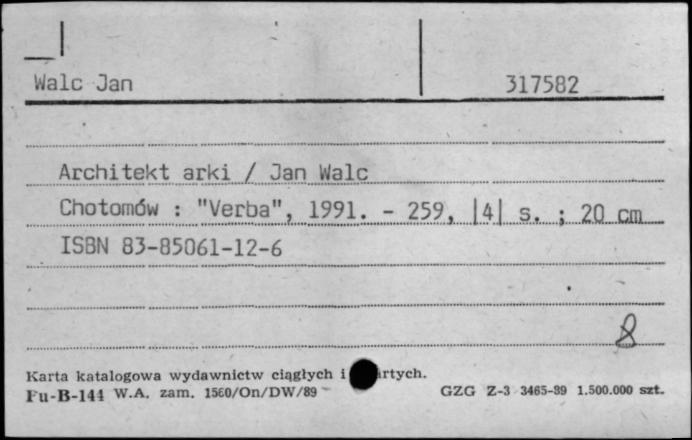 Walc Jan 317582
Architekt arki / Jan Walc
Chotomów : "Verba", 1991. - 259, |4| s. ; 20 cm
ISBN 83-85061-12-6
8
Karta katalogowa wydawnictw ciągłych i rtych.
Fu-B-144 W.A. zam. 1560/On/DW/89 GZG Z-3 3465-89 1.500.000 szt.